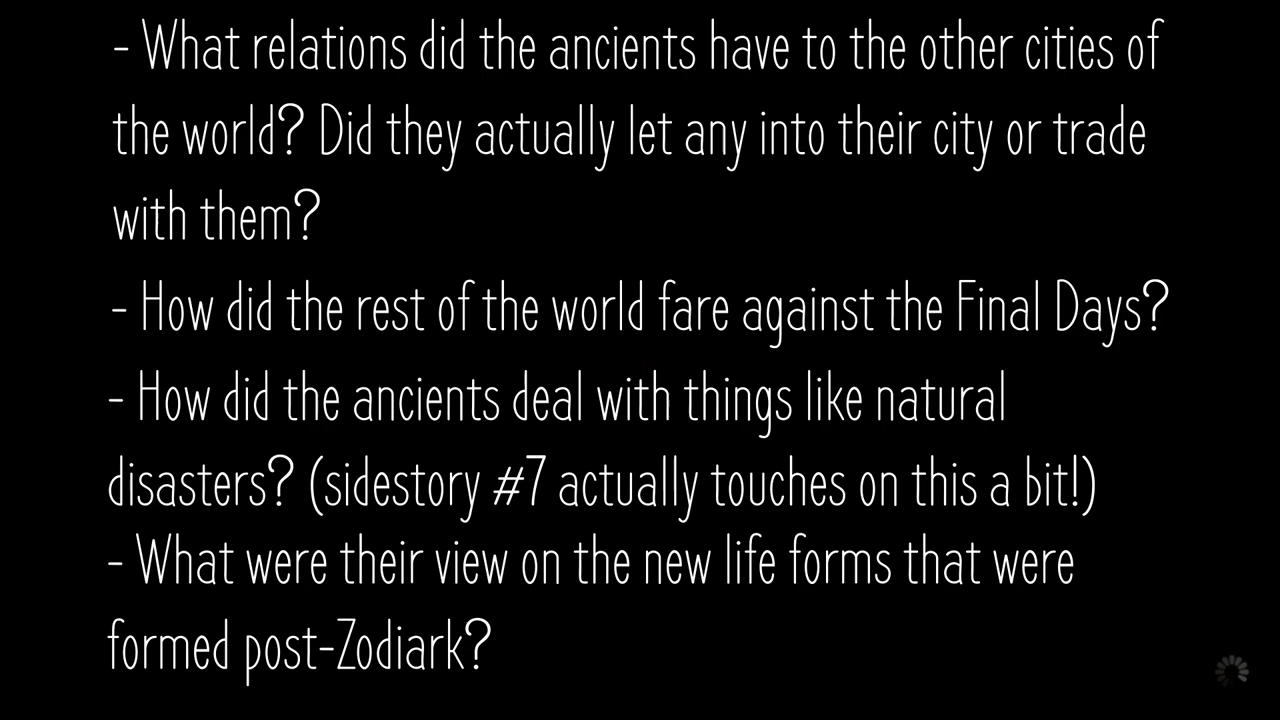 - What relations did the ancients have to the other cities of
the world? Did they actually let any into their city or trade
with them?
- How did the rest of the world fare against the Final Days?
- How did the ancients deal with things like natural
disasters? (sidestory #7 actually touches on this a bit!)
- What were their view on the new life forms that were
formed post-Zodiark?